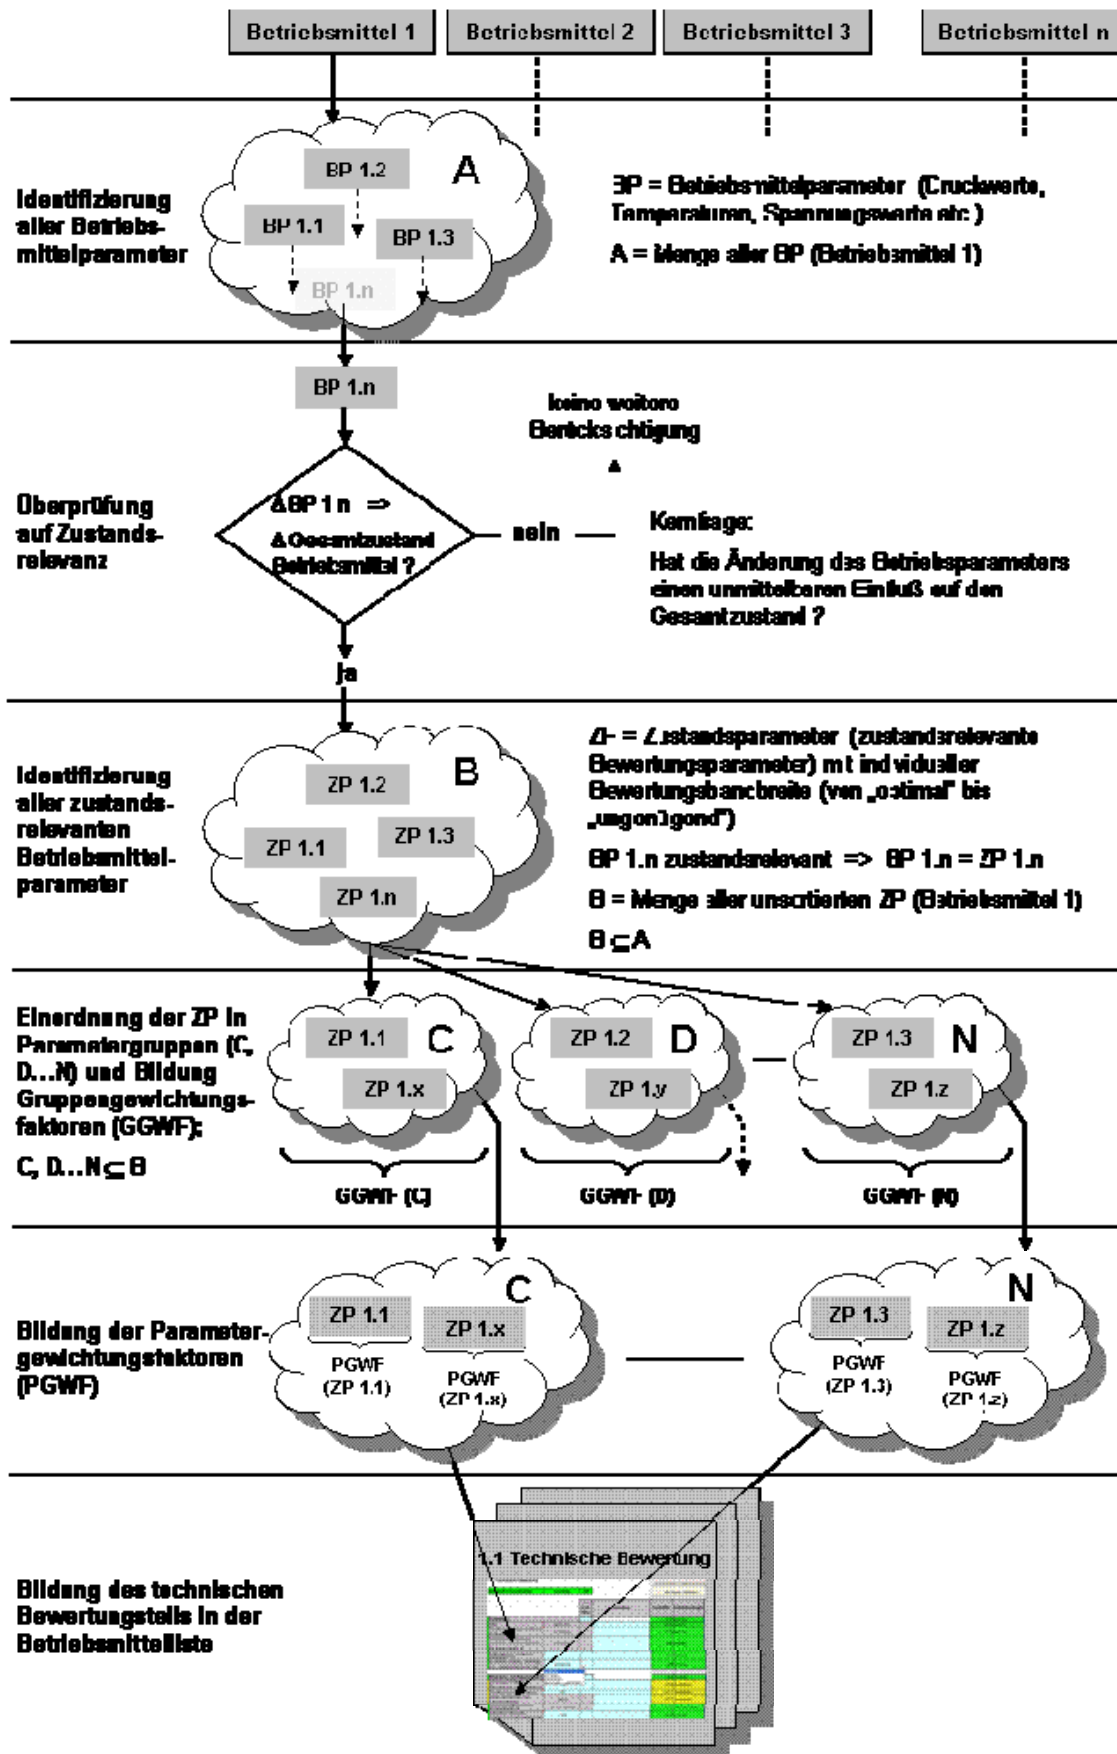 Betriebsmittel 1
Betriebsmittel 2
Betriebsmittel 3
Betriebsmittel n
Identifizierung
aller Betriebs-
mittelparameter
A
BP 1.2
BP 1.1
BP 1.3
BP 1.n
BP = Betriebsmittelparameter (Druckwerte,
Temperaturen, Spannungswerte etc.)
A = Menge aller BP (Betriebsmittel 1)
BP 1.n
keine weitere
Berücksichtigung
Überprüfung
auf Zustands-
relevanz
Δ BP 1 n =>
Δ Gesamtzustand
Betriebsmittel ?
nein
Kernfrage:
Hat die Änderung des Betriebsparameters
einen unmittelbaren Einfluß auf den
Gesamtzustand ?
Ja
Identifizierung
aller zustands-
relevanten
Betriebsmittel-
parameter
B
ZP 1.2
ZP 1.1
ZP 1.3
ZP 1.n
ZP = Zustandsparameter (zustandsrelevante
Bewertungsparameter) mit individueller
Bewertungsbandbreite (von „optimal" bis
„ungenügend")
BP 1.n zustandsrelevant => BP 1.n = ZP 1.n
B = Menge aller unsortierten ZP (Betriebsmittel 1)
B ⊆ A
Einordnung der ZP in
Parametergruppen (C,
D...N) und Bildung
Gruppengewichtungs-
faktoren (GGWF):
C, D...N ⊆ B
ZP 1.1
C
ZP 1.x
ZP 1.2
D
ZP 1.y
ZP 1.3
N
ZP 1.z
GGWF (C)
GGWF (D)
GGWF (N)
Bildung der Parameter-
gewichtungsfaktoren
(PGWF)
C
ZP 1.1
ZP 1.x
PGWF
(ZP 1.1)
PGWF
(ZP 1.x)
N
ZP 1.3
ZP 1.z
PGWF
(ZP 1.3)
PGWF
(ZP 1.z)
Bildung des technischen
Bewertungsteils in der
Betriebsmittelliste
1.1 Technische Bewertung